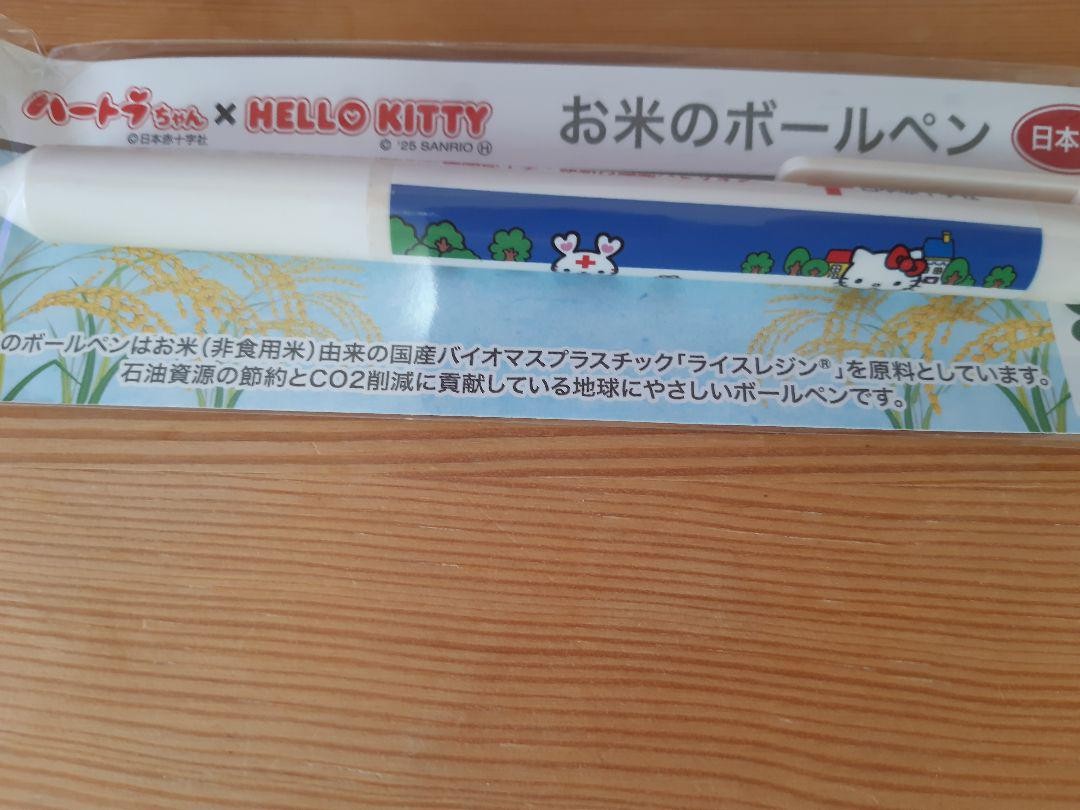 ハートラちゃん×HELLO KITTY お米のボールペン 日本
©日本赤十字社 © '25 SANRIO Ⓗ
のボールペンはお米(非食用米)由来の国産バイオマスプラスチック「ライスレジン®」を原料としています。
石油資源の節約とCO2削減に貢献している地球にやさしいボールペンです。